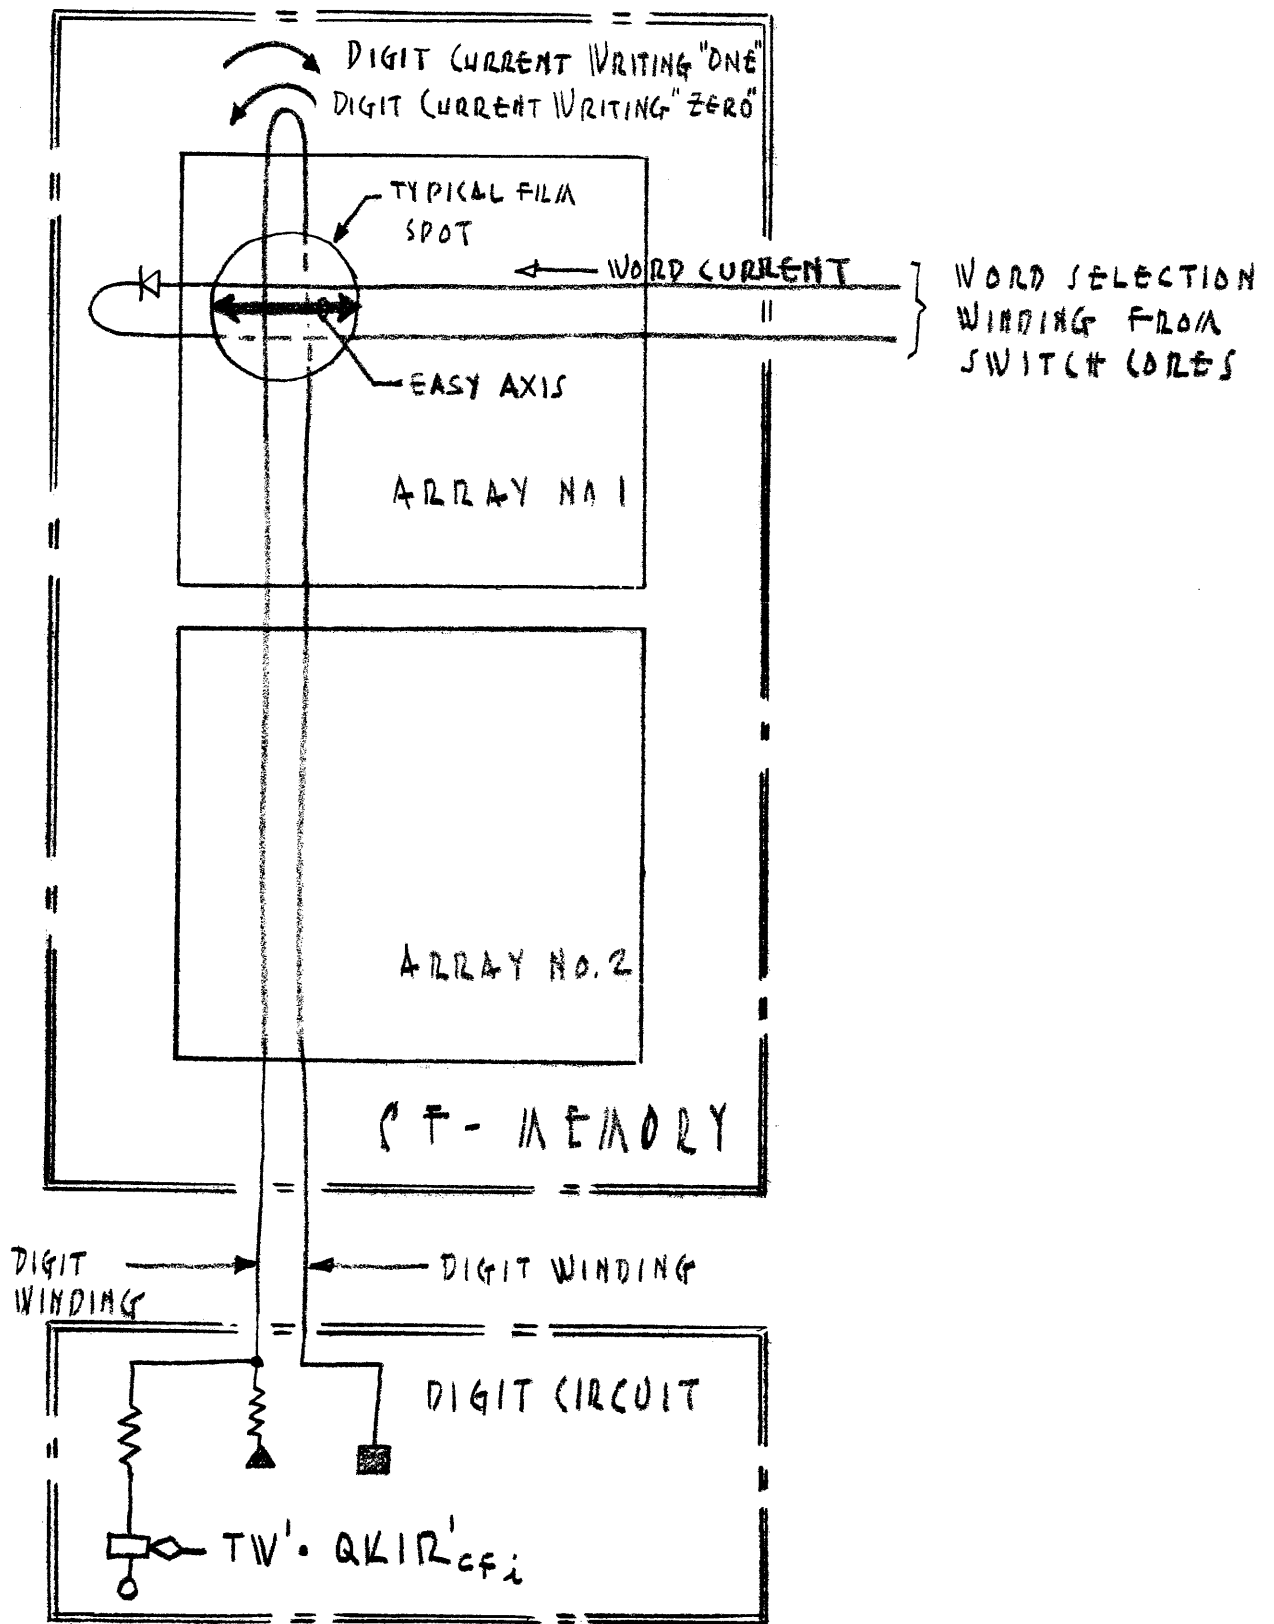 DIGIT CURRENT WRITING "ONE"
DIGIT CURRENT WRITING "ZERO"
TYPICAL FILM
SPOT
WORD CURRENT
WORD SELECTION
WINDING FROM
SWITCH CORES
EASY AXIS
ARRAY NO 1
ARRAY NO. 2
CF - MEMORY
DIGIT
WINDING
DIGIT WINDING
DIGIT CIRCUIT
TW' · QKIR'CFi